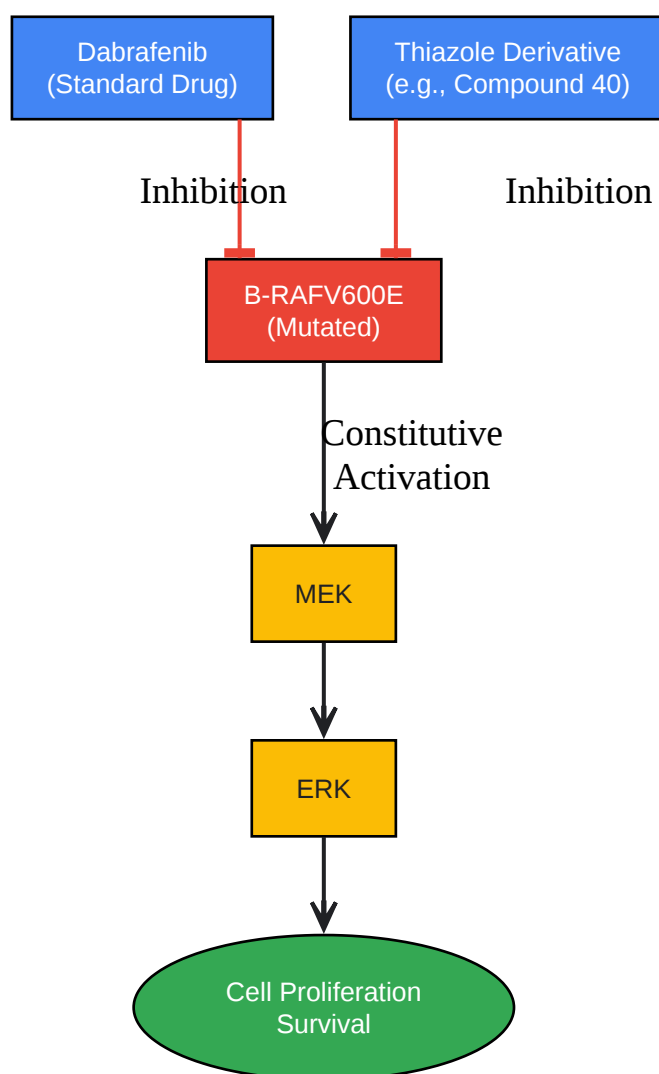 Dabrafenib
(Standard Drug)
Thiazole Derivative
(e.g., Compound 40)
Inhibition
Inhibition
B-RAFV600E
(Mutated)
Constitutive
Activation
MEK
ERK
Cell Proliferation
Survival